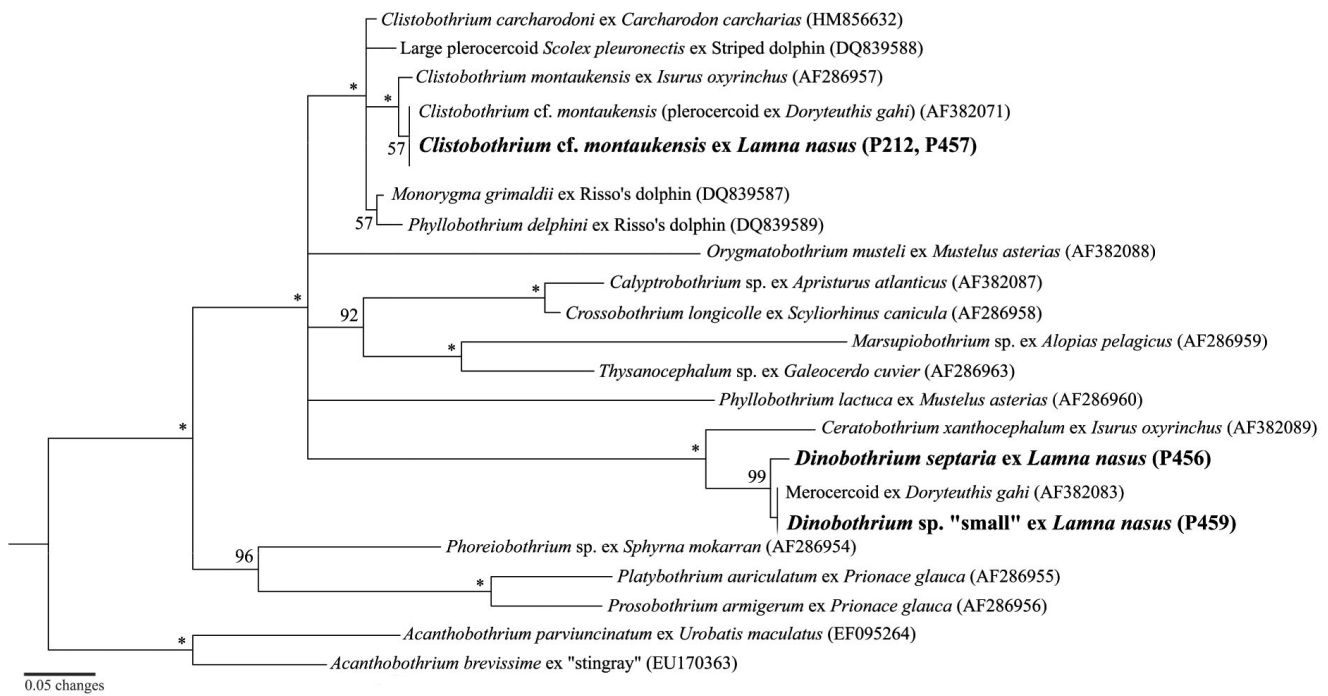 Clistobothrium carcharodoni ex Carcharodon carcharias (HM856632)
Large plerocercoid Scolex pleuronectis ex Striped dolphin (DQ839588)
*
Clistobothrium montaukensis ex Isurus oxyrinchus (AF286957)
*
Clistobothrium cf. montaukensis (plerocercoid ex Doryteuthis gahi) (AF382071)
57
Clistobothrium cf. montaukensis ex Lamna nasus (P212, P457)
Monorygma grimaldii ex Risso's dolphin (DQ839587)
57
Phyllobothrium delphini ex Risso's dolphin (DQ839589)
Orygmatobothrium musteli ex Mustelus asterias (AF382088)
*
Calyptrobothrium sp. ex Apristurus atlanticus (AF382087)
*
92
Crossobothrium longicolle ex Scyliorhinus canicula (AF286958)
Marsupiobothrium sp. ex Alopias pelagicus (AF286959)
*
Thysanocephalum sp. ex Galeocerdo cuvier (AF286963)
Phyllobothrium lactuca ex Mustelus asterias (AF286960)
*
Ceratobothrium xanthocephalum ex Isurus oxyrinchus (AF382089)
*
Dinobothrium septaria ex Lamna nasus (P456)
99
Merocercoid ex Doryteuthis gahi (AF382083)
Dinobothrium sp. "small" ex Lamna nasus (P459)
96
Phoreiobothrium sp. ex Sphyrna mokarran (AF286954)
*
Platybothrium auriculatum ex Prionace glauca (AF286955)
Prosobothrium armigerum ex Prionace glauca (AF286956)
*
Acanthobothrium parviuncinatum ex Urobatis maculatus (EF095264)
Acanthobothrium brevissime ex "stingray" (EU170363)
0.05 changes